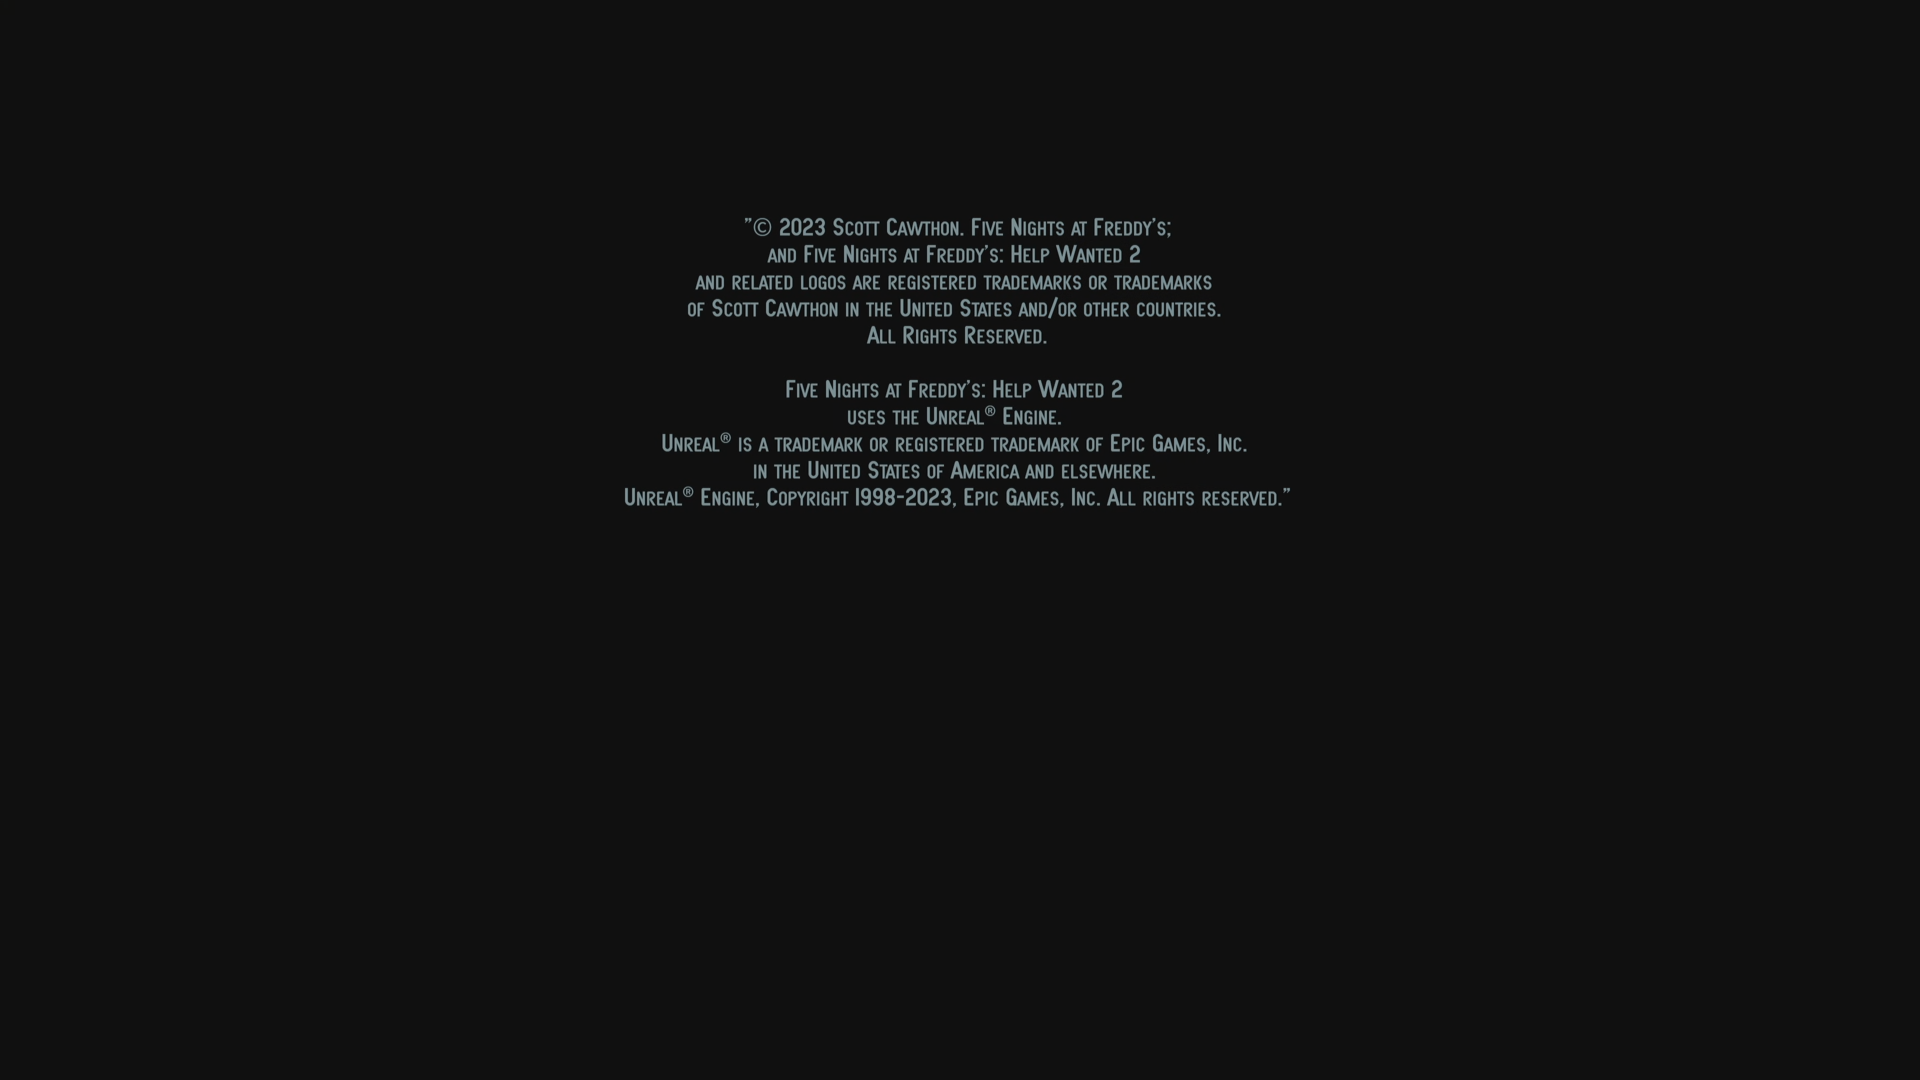 "© 2023 Scott Cawthon. Five Nights at Freddy's;
and Five Nights at Freddy's: Help Wanted 2
and related logos are registered trademarks or trademarks
of Scott Cawthon in the United States and/or other countries.
All Rights Reserved.
Five Nights at Freddy's: Help Wanted 2
uses the Unreal® Engine.
Unreal® is a trademark or registered trademark of Epic Games, Inc.
in the United States of America and elsewhere.
Unreal® Engine, Copyright 1998-2023, Epic Games, Inc. All rights reserved."